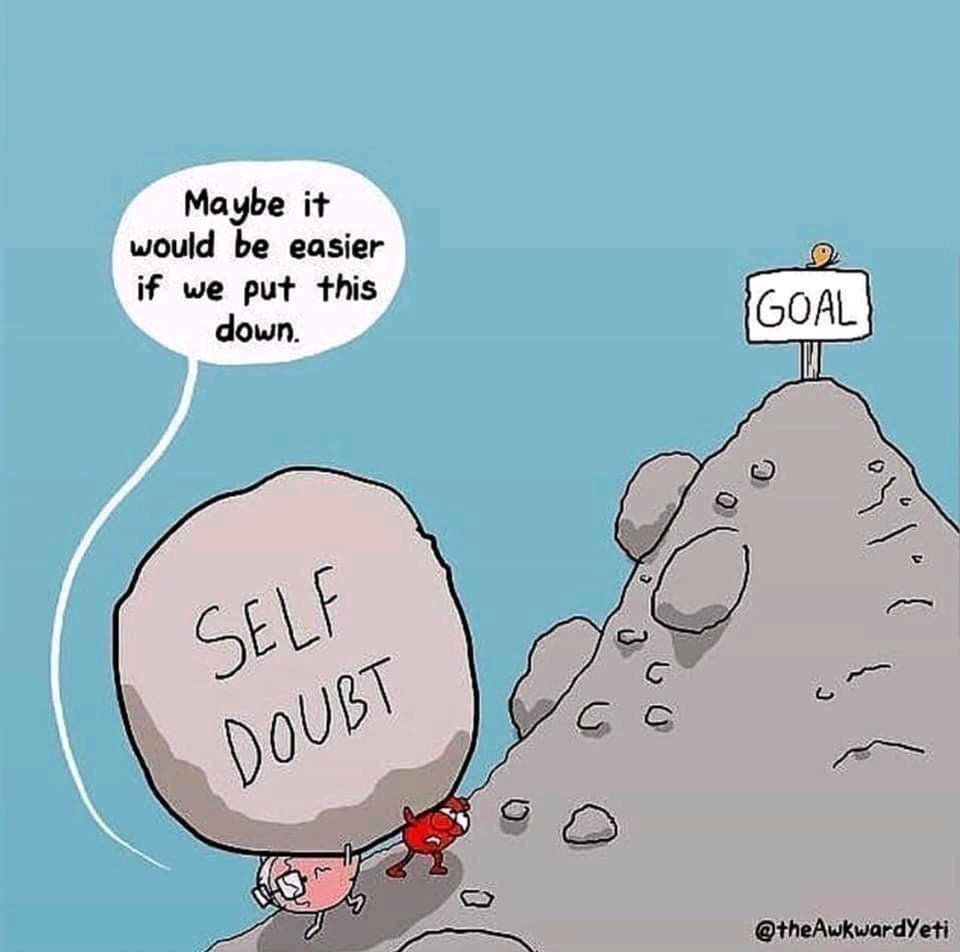 Maybe it
would be easier
if we put this
down.
GOAL
SELF
DOUBT
@theAwkwardYeti